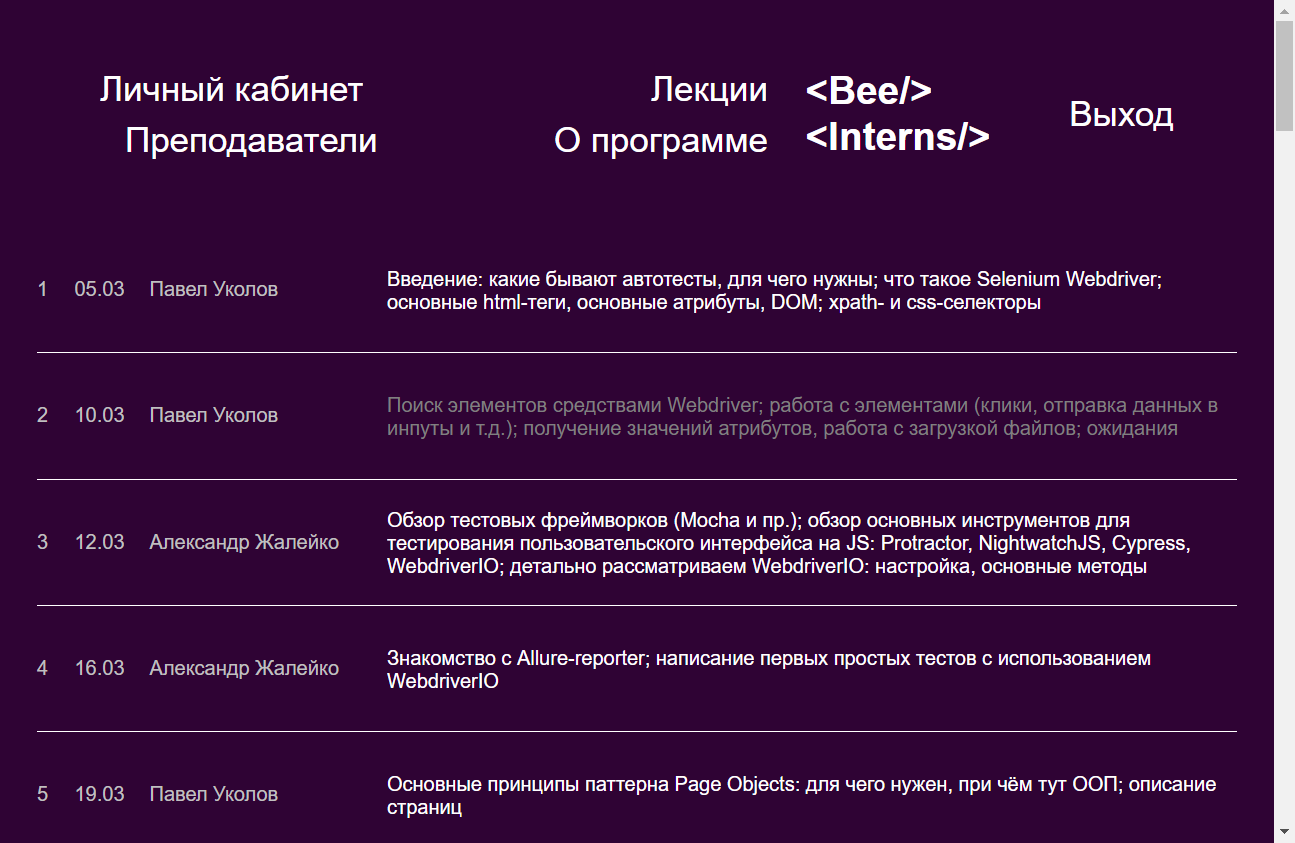 Личный кабинет
Лекции
<Bee/>
Выход
Преподаватели
О программе
<Interns/>
1 05.03 Павел Уколов
Введение: какие бывают автотесты, для чего нужны; что такое Selenium Webdriver;
основные html-теги, основные атрибуты, DOM; xpath- и css-селекторы
2 10.03 Павел Уколов
Поиск элементов средствами Webdriver; работа с элементами (клики, отправка данных в
инпуты и т.д.); получение значений атрибутов, работа с загрузкой файлов; ожидания
3 12.03 Александр Жалейко
Обзор тестовых фреймворков (Mocha и пр.); обзор основных инструментов для
тестирования пользовательского интерфейса на JS: Protractor, NightwatchJS, Cypress,
WebdriverIO; детально рассматриваем WebdriverIO: настройка, основные методы
4 16.03 Александр Жалейко
Знакомство с Allure-reporter; написание первых простых тестов с использованием
WebdriverIO
5 19.03 Павел Уколов
Основные принципы паттерна Page Objects: для чего нужен, при чём тут ООП; описание
страниц